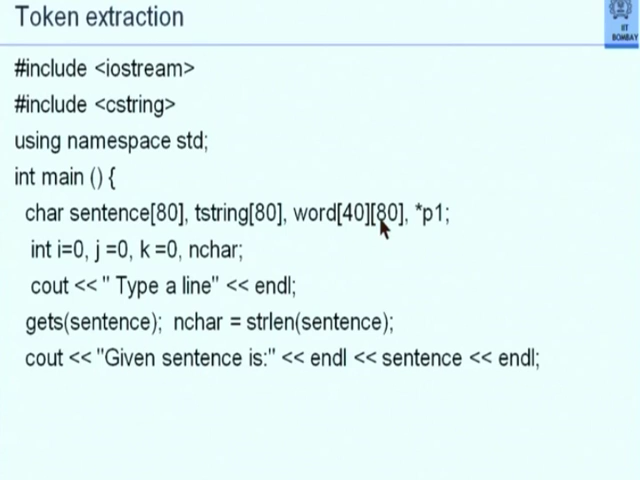 Token extraction
IIT
BOMBAY
#include <iostream>
#include <cstring>
using namespace std;
int main () {
char sentence[80], tstring[80], word[40][80], *p1;
int i=0, j =0, k =0, nchar;
cout << " Type a line" << endl;
gets(sentence);  nchar = strlen(sentence);
cout << "Given sentence is:" << endl << sentence << endl;